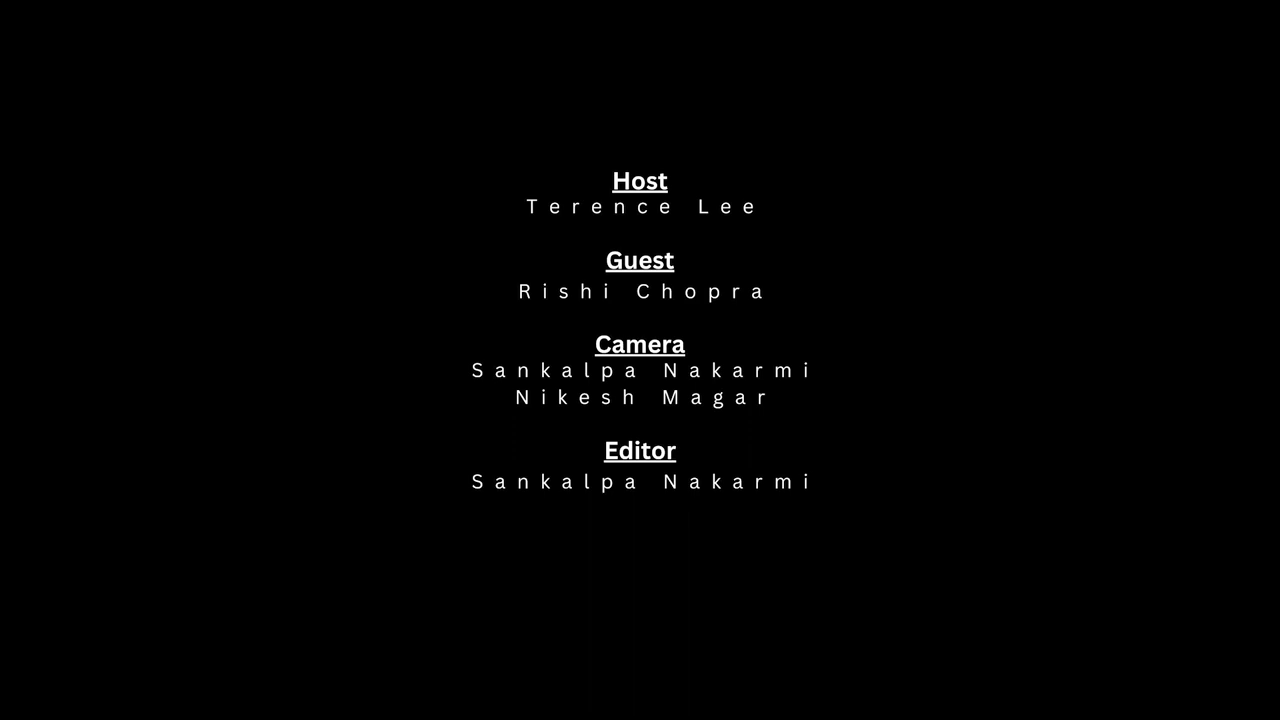 Host
Terence Lee
Guest
Rishi Chopra
Camera
Sankalpa Nakarmi
Nikesh Magar
Editor
Sankalpa Nakarmi